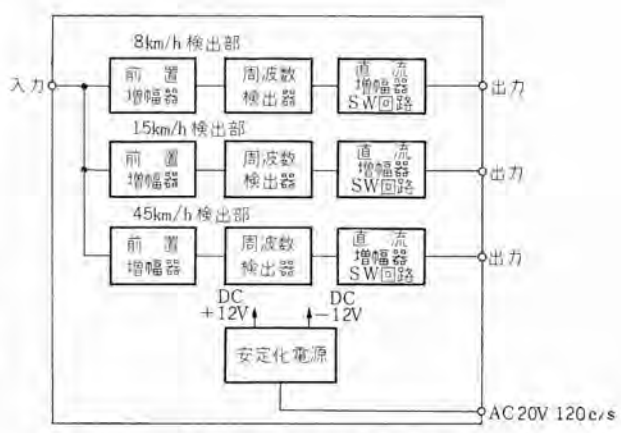 8km/h 検出部
入力
前置
増幅器
周波数
検出器
直流
増幅器
SW回路
出力
15km/h 検出部
前置
増幅器
周波数
検出器
直流
増幅器
SW回路
出力
45km/h 検出部
前置
増幅器
周波数
検出器
直流
増幅器
SW回路
出力
DC
+12V
DC
-12V
安定化電源
AC20V 120c/s